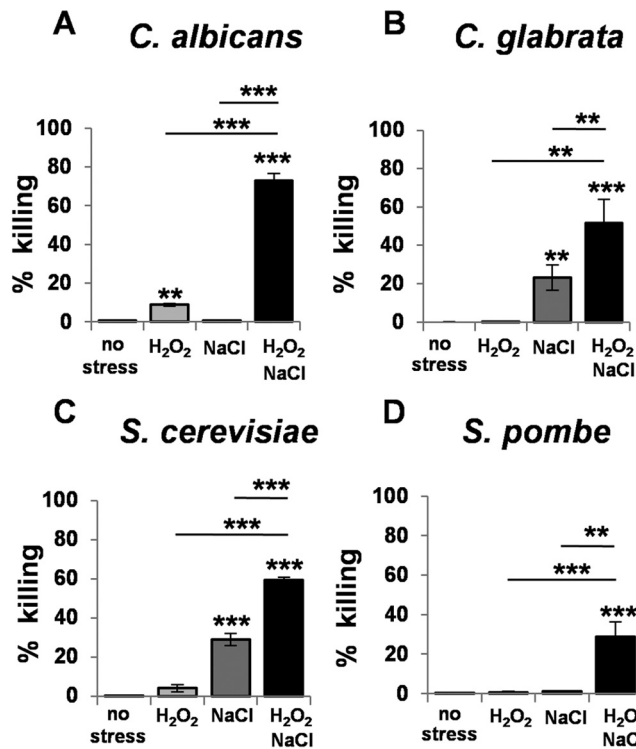 A C. albicans
***
***
100
80
60
40
20
0
% killing
**
***
no stress
H₂O₂
NaCl
H₂O₂ NaCl
B C. glabrata
**
**
100
80
60
40
20
0
% killing
**
***
no stress
H₂O₂
NaCl
H₂O₂ NaCl
C S. cerevisiae
***
***
100
80
60
40
20
0
% killing
***
***
no stress
H₂O₂
NaCl
H₂O₂ NaCl
D S. pombe
**
***
100
80
60
40
20
0
% killing
***
no stress
H₂O₂
NaCl